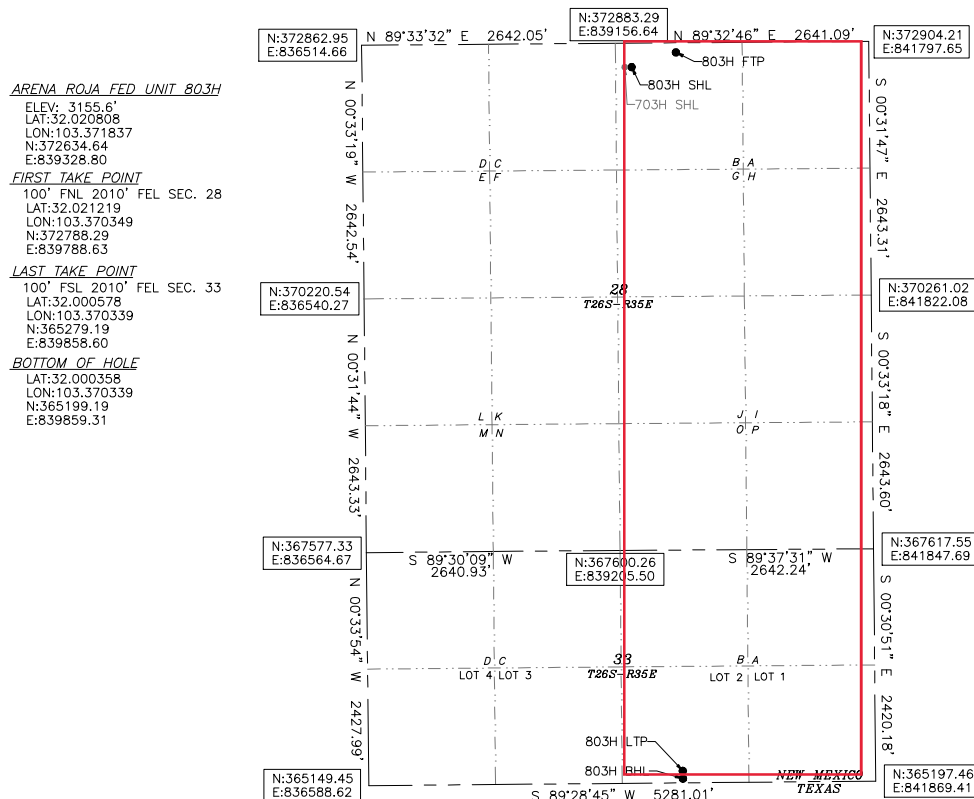 ARENA ROJA FED UNIT 803H
ELEV: 3155.6'
LAT:32.020808
LON:103.371837
N:372634.64
E:839328.80
FIRST TAKE POINT
100' FNL 2010' FEL SEC. 28
LAT:32.021219
LON:103.370349
N:372788.29
E:839788.63
LAST TAKE POINT
100' FSL 2010' FEL SEC. 33
LAT:32.000578
LON:103.370339
N:365279.19
E:839858.60
BOTTOM OF HOLE
LAT:32.000358
LON:103.370339
N:365199.19
E:839859.31
N:372862.95
E:836514.66
N 89°33'32" E 2642.05'
N:372883.29
E:839156.64
N 89°32'46" E 2641.09'
N:372904.21
E:841797.65
803H FTP
803H SHL
703H SHL
N 00°33'19" W 2642.54'
S 00°31'47" E 2643.31'
D C
E F
B A
G H
N:370220.54
E:836540.27
28
T26S-R35E
N:370261.02
E:841822.08
N 00°31'44" W 2643.33'
S 00°33'18" E 2643.60'
L K
M N
J I
O P
N:367577.33
E:836564.67
S 89°30'09" W
2640.93'
N:367600.26
E:839205.50
S 89°37'31" W
2642.24'
N:367617.55
E:841847.69
N 00°33'54" W 2427.99'
S 00°30'51" E 2420.18'
D C
LOT 4 LOT 3
33
T26S-R35E
B A
LOT 2 LOT 1
803H LTP
803H BHL
N:365149.45
E:836588.62
S 89°28'45" W 5281.01'
NEW MEXICO
TEXAS
N:365197.46
E:841869.41